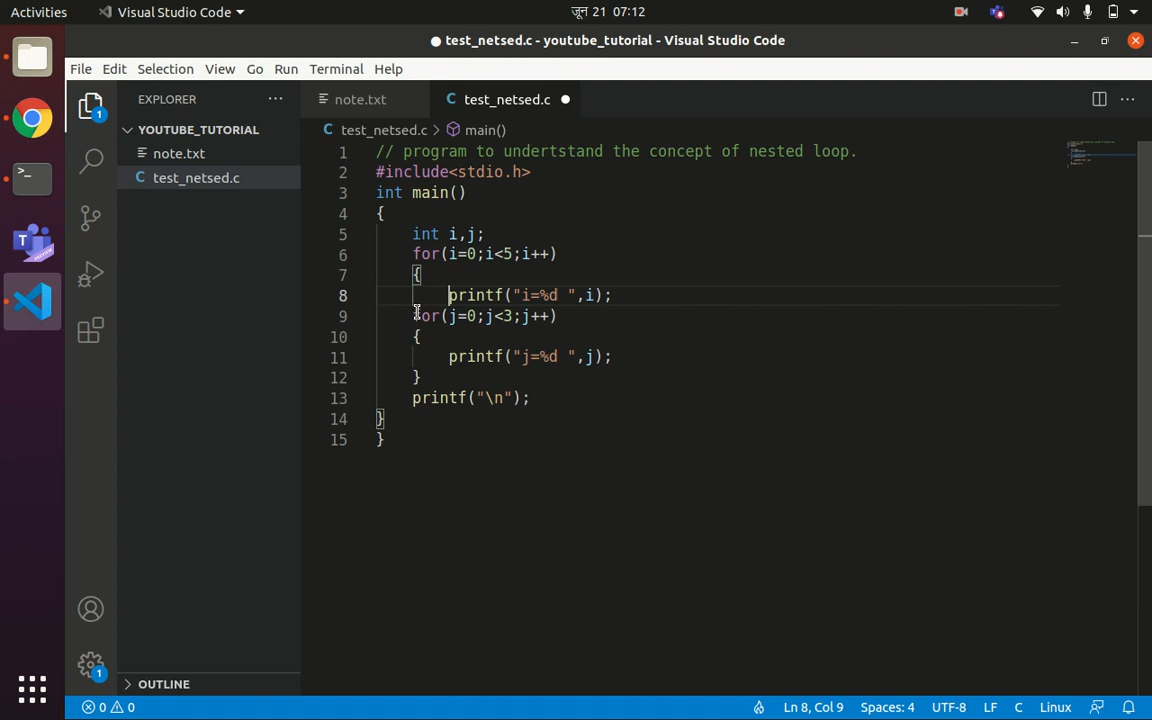 Activities Visual Studio Code जून 21 07:12
test_netsed.c - youtube_tutorial - Visual Studio Code
File Edit Selection View Go Run Terminal Help
EXPLORER
note.txt
test_netsed.c
YOUTUBE_TUTORIAL
note.txt
test_netsed.c
OUTLINE
test_netsed.c > main()
1 // program to undertstand the concept of nested loop.
2 #include<stdio.h>
3 int main()
4 {
5 int i,j;
6 for(i=0;i<5;i++)
7 {
8 printf("i=%d ",i);
9 for(j=0;j<3;j++)
10 {
11 printf("j=%d ",j);
12 }
13 printf("\n");
14 }
15 }
1
1
0 0 Ln 8, Col 9 Spaces: 4 UTF-8 LF C Linux